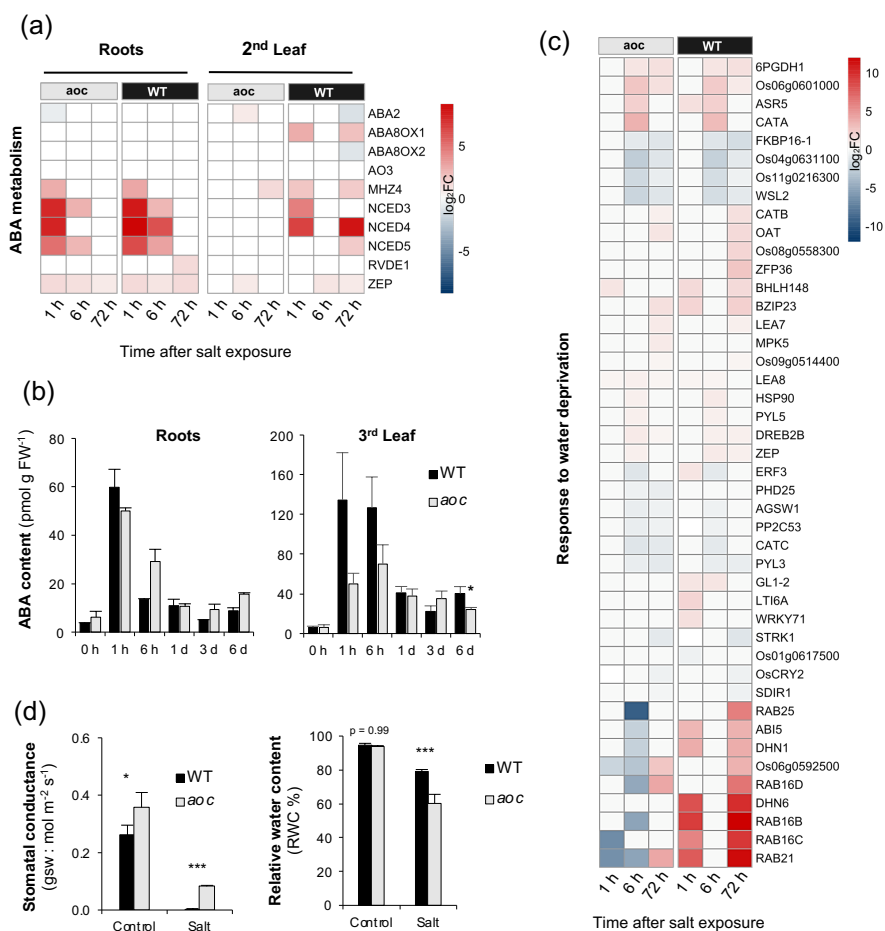 (a)
Roots
2nd Leaf
aoc
WT
aoc
WT
ABA metabolism
ABA2
ABA8OX1
ABA8OX2
AO3
MHZ4
NCED3
NCED4
NCED5
RVDE1
ZEP
5
0
-5
log2FC
1 h
6 h
72 h
1 h
6 h
72 h
1 h
6 h
72 h
1 h
6 h
72 h
Time after salt exposure
(b)
Roots
3rd Leaf
ABA content (pmol g FW-1)
80
60
40
20
0
0 h
1 h
6 h
1 d
3 d
6 d
WT
aoc
200
160
120
80
40
0
*
0 h
1 h
6 h
1 d
3 d
6 d
(c)
aoc
WT
Response to water deprivation
6PGDH1
Os06g0601000
ASR5
CATA
FKBP16-1
Os04g0631100
Os11g0216300
WSL2
CATB
OAT
Os08g0558300
ZFP36
BHLH148
BZIP23
LEA7
MPK5
Os09g0514400
LEA8
HSP90
PYL5
DREB2B
ZEP
ERF3
PHD25
AGSW1
PP2C53
CATC
PYL3
GL1-2
LTI6A
WRKY71
STRK1
Os01g0617500
OsCRY2
SDIR1
RAB25
ABI5
DHN1
Os06g0592500
RAB16D
DHN6
RAB16B
RAB16C
RAB21
10
5
0
-5
-10
log2FC
1 h
6 h
72 h
1 h
6 h
72 h
Time after salt exposure
(d)
Stomatal conductance
(gsw : mol m-2 s-1)
0.6
0.4
0.2
0.0
*
***
WT
aoc
Control
Salt
Relative water content
(RWC %)
100
80
60
40
20
0
p = 0.99
***
WT
aoc
Control
Salt